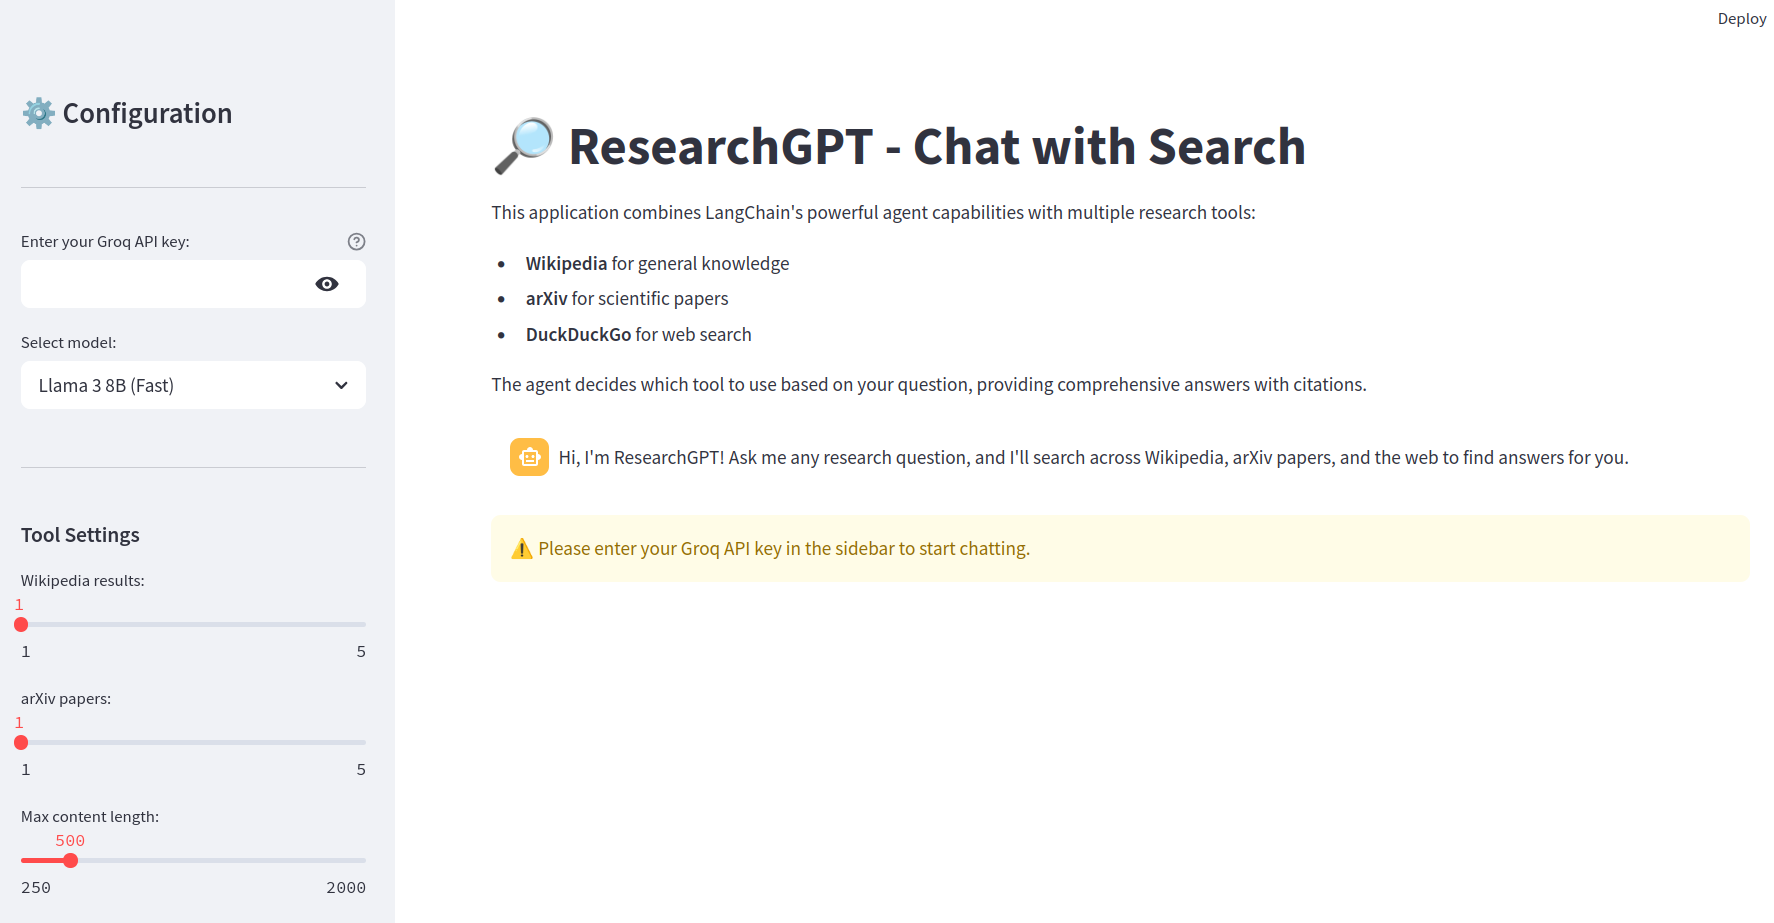 Deploy
⚙️ Configuration
Enter your Groq API key:
Select model:
Llama 3 8B (Fast)
Tool Settings
Wikipedia results:
1
1 5
arXiv papers:
1
1 5
Max content length:
500
250 2000
🔎 ResearchGPT - Chat with Search
This application combines LangChain's powerful agent capabilities with multiple research tools:
• Wikipedia for general knowledge
• arXiv for scientific papers
• DuckDuckGo for web search
The agent decides which tool to use based on your question, providing comprehensive answers with citations.
Hi, I'm ResearchGPT! Ask me any research question, and I'll search across Wikipedia, arXiv papers, and the web to find answers for you.
⚠️ Please enter your Groq API key in the sidebar to start chatting.